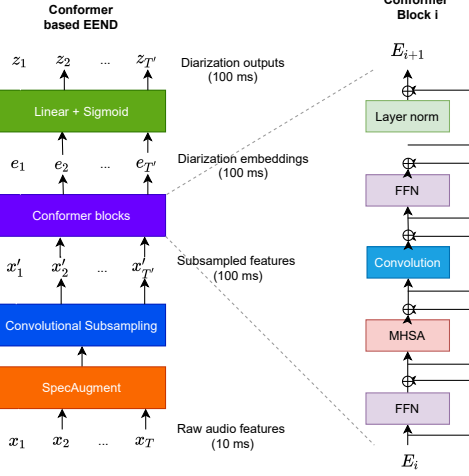 Conformer
based EEND
z_1 z_2 ... z_{T'}
Diarization outputs
(100 ms)
Linear + Sigmoid
e_1 e_2 ... e_{T'}
Diarization embeddings
(100 ms)
Conformer blocks
x'_1 x'_2 ... x'_{T'}
Subsampled features
(100 ms)
Convolutional Subsampling
SpecAugment
x_1 x_2 ... x_T
Raw audio features
(10 ms)
Conformer
Block i
E_{i+1}
Layer norm
FFN
Convolution
MHSA
FFN
E_i